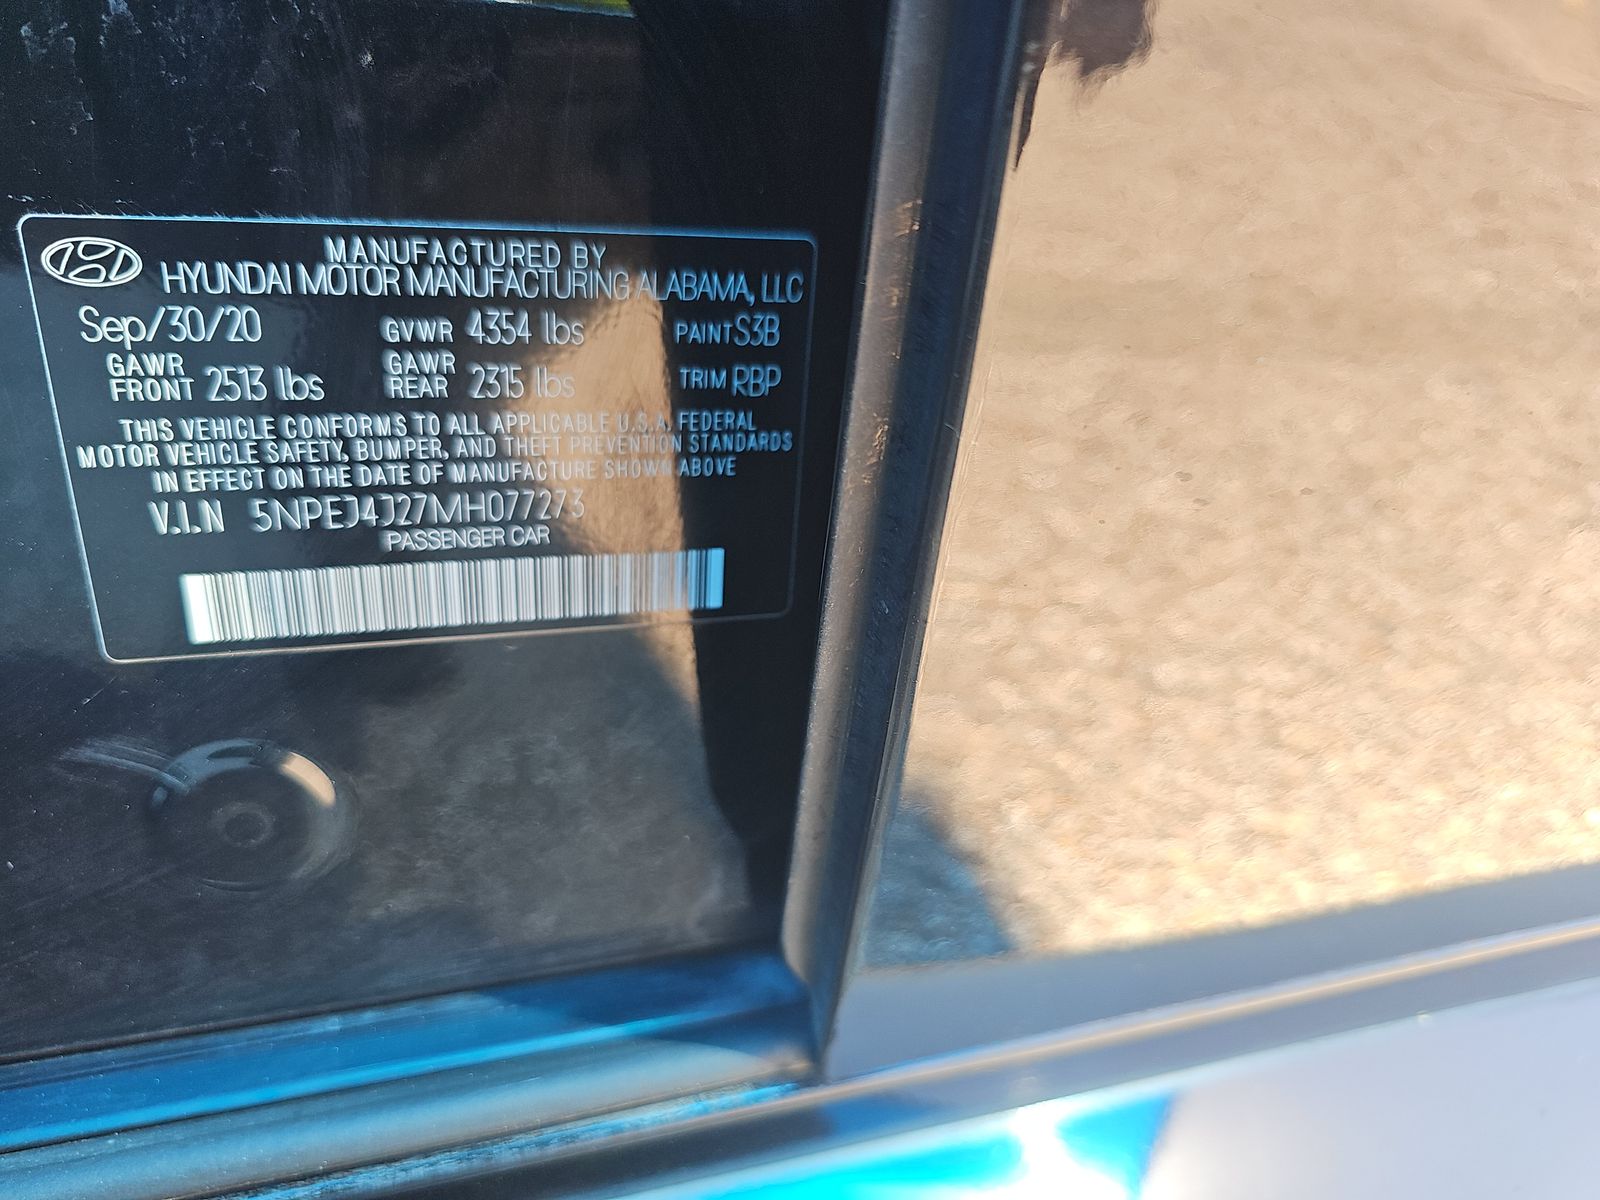 MANUFACTURED BY
HYUNDAI MOTOR MANUFACTURING ALABAMA, LLC
Sep/30/20 GVWR 4354 lbs PAINT S3B
GAWR FRONT 2513 lbs GAWR REAR 2315 lbs TRIM RBP
THIS VEHICLE CONFORMS TO ALL APPLICABLE U.S.A. FEDERAL
MOTOR VEHICLE SAFETY, BUMPER, AND THEFT PREVENTION STANDARDS
IN EFFECT ON THE DATE OF MANUFACTURE SHOWN ABOVE
V.I.N 5NPEJ4J27MH077273
PASSENGER CAR